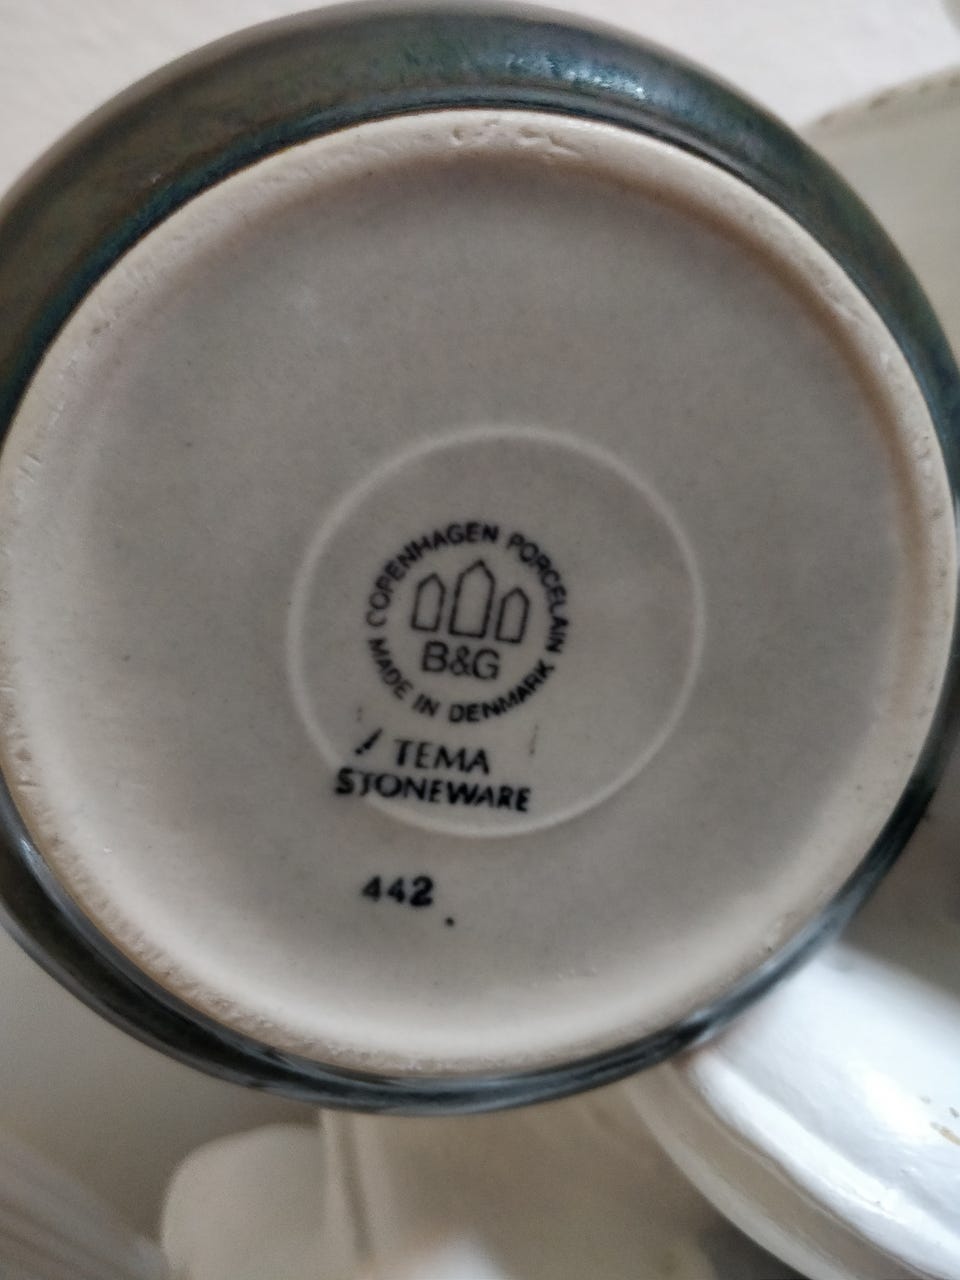 COPENHAGEN PORCELAIN
B&G
MADE IN DENMARK
TEMA
STONEWARE
442